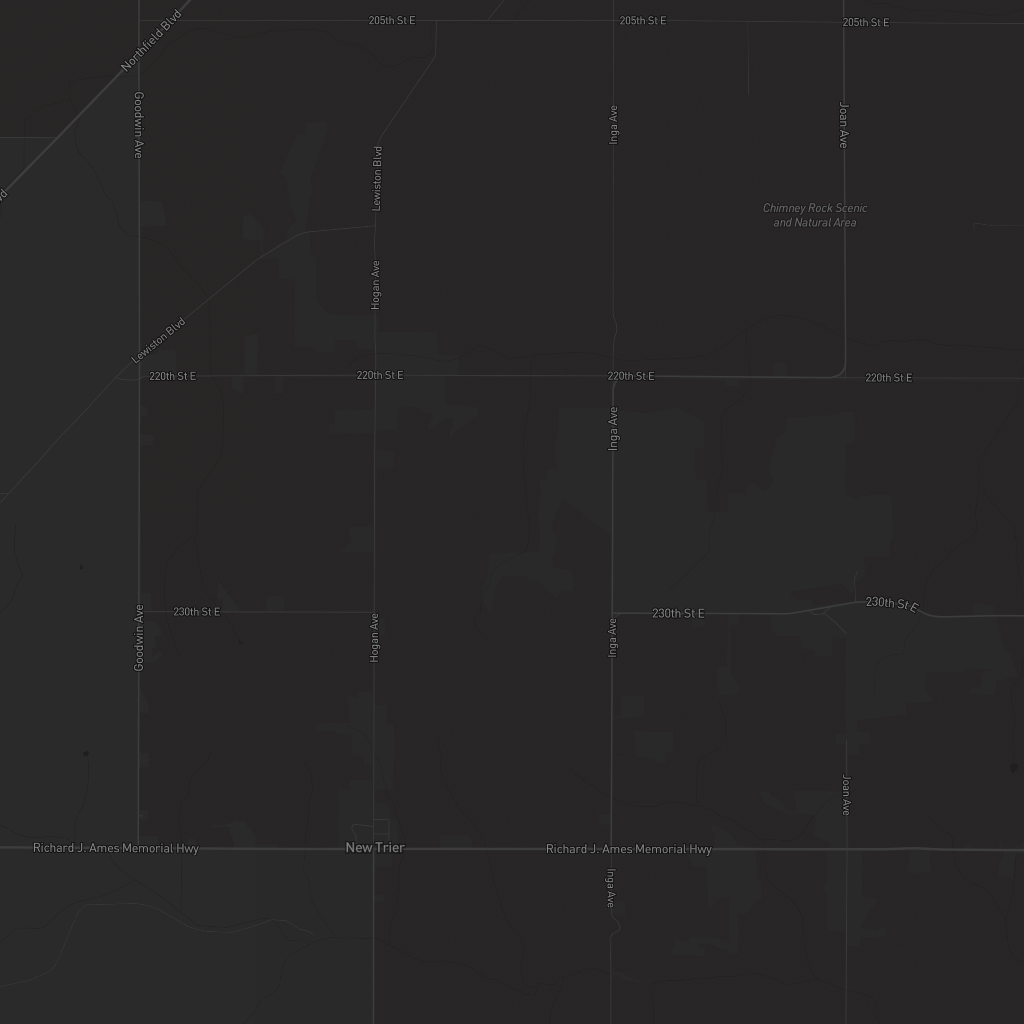 205th St E
205th St E
205th St E
Northfield Blvd
Goodwin Ave
Inga Ave
Joan Ave
Lewiston Blvd
vd
Chimney Rock Scenic
and Natural Area
Hogan Ave
Lewiston Blvd
220th St E
220th St E
220th St E
220th St E
Inga Ave
230th St E
230th St E
230th St E
Goodwin Ave
Hogan Ave
Inga Ave
Joan Ave
Richard J. Ames Memorial Hwy
New Trier
Richard J. Ames Memorial Hwy
Inga Ave